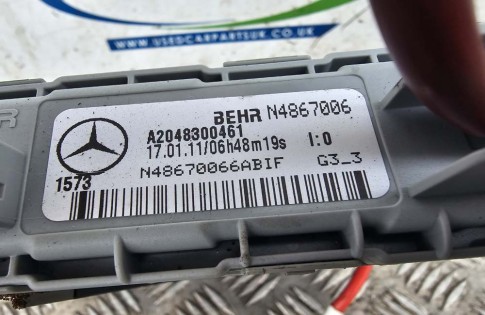 www.
USEDCARPARTSUK.CO.UK
BEHR N4867006
A2048300461
17.01.11/06h48m19s I:0
1573
N48670066ABIF G3_3